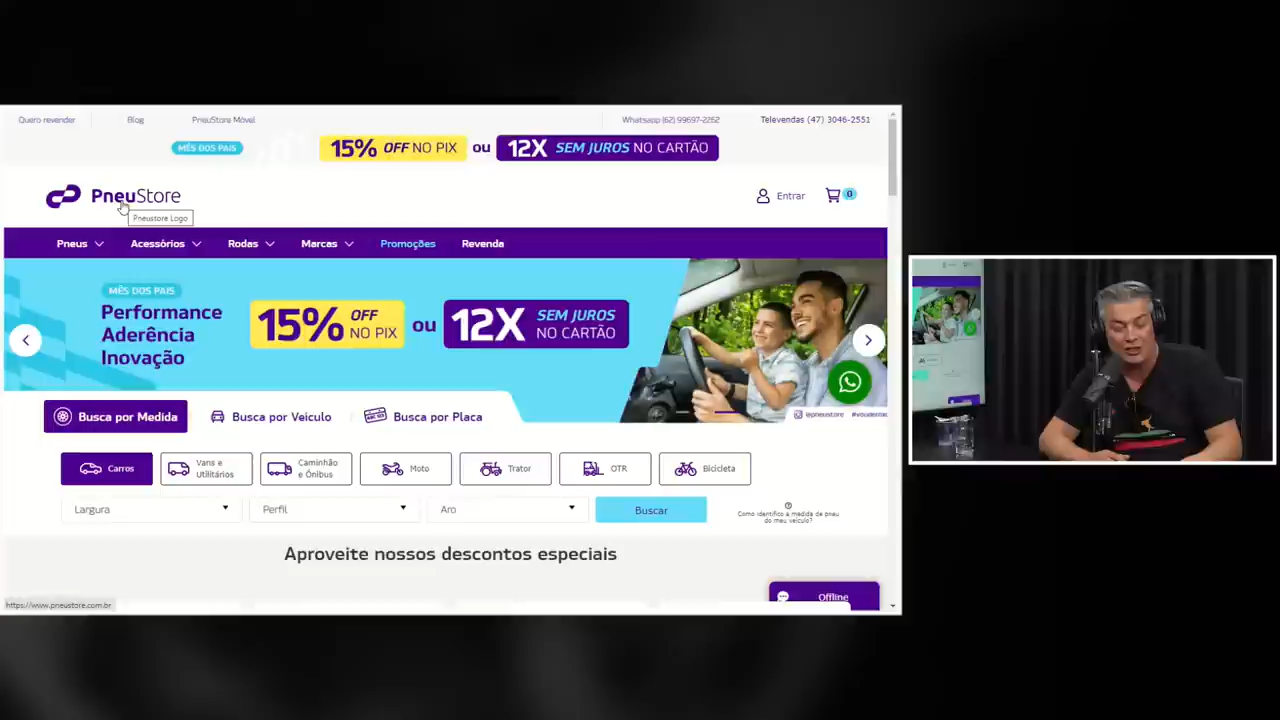 Quero revender
Blog
PneuStore Móvel
Whatsapp (62) 99697-2262
Televendas (47) 3046-2551
MÊS DOS PAIS
15% OFF NO PIX ou 12X SEM JUROS NO CARTÃO
PneuStore
Pneustore Logo
Entrar
0
Pneus
Acessórios
Rodas
Marcas
Promoções
Revenda
MÊS DOS PAIS
Performance
Aderência
Inovação
15% OFF NO PIX
ou
12X SEM JUROS NO CARTÃO
@pneustore
Busca por Medida
Busca por Veiculo
Busca por Placa
Carros
Vans e
Utilitários
Caminhão
e Ônibus
Moto
Trator
OTR
Bicicleta
Largura
Perfil
Aro
Buscar
Como identifico a medida de pneu
do meu veículo?
Aproveite nossos descontos especiais
Offline
https://www.pneustore.com.br